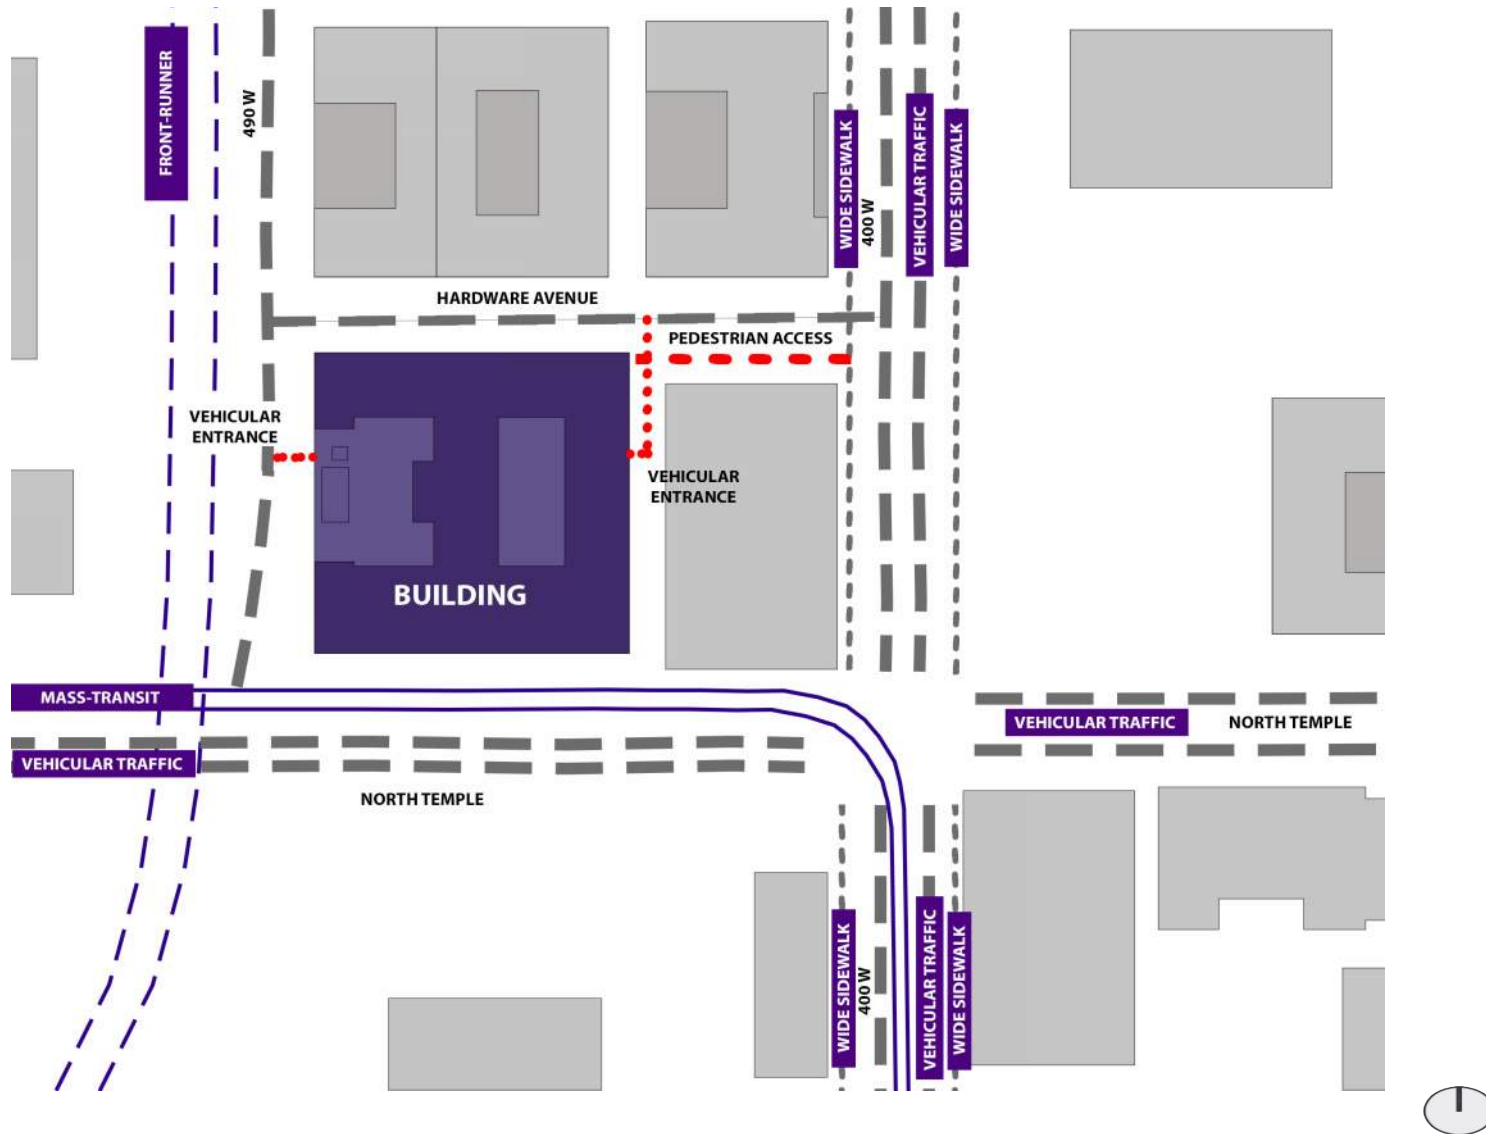 FRONT-RUNNER
490 W
WIDE SIDEWALK
400 W
VEHICULAR TRAFFIC
WIDE SIDEWALK
HARDWARE AVENUE
PEDESTRIAN ACCESS
VEHICULAR
ENTRANCE
VEHICULAR
ENTRANCE
BUILDING
MASS-TRANSIT
VEHICULAR TRAFFIC
NORTH TEMPLE
VEHICULAR TRAFFIC
NORTH TEMPLE
WIDE SIDEWALK
400 W
VEHICULAR TRAFFIC
WIDE SIDEWALK